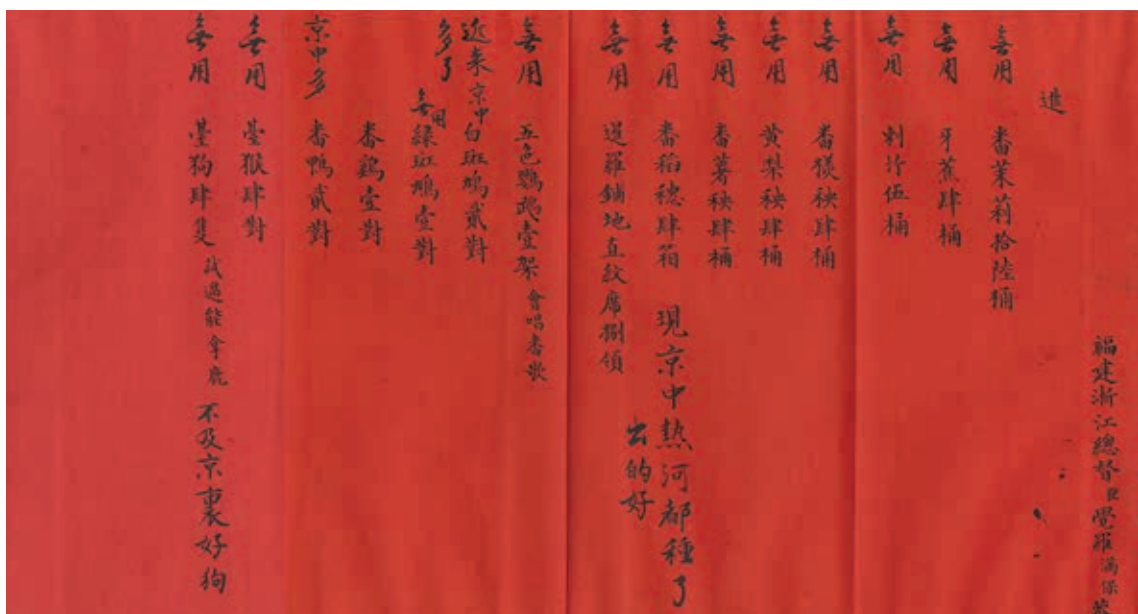 福建浙江總督臣覺羅滿保
進
無用 番茉莉拾陸桶
無用 牙蕉肆桶
無用 刺竹伍桶
無用 番檨秧肆桶
無用 黃梨秧肆桶
無用 番薯秧肆桶
無用 番稻穗肆箱 現京中熱河都種了
出的好
無用 暹羅鋪地直紋席捌領
無用 五色鸚鵡壹架 會唱番歌
近來京中 白斑鳩貳對
多了
無用 綠斑鳩壹對
番鷄壹對
京中多 番鴨貳對
無用 臺猴肆對
無用 臺狗肆隻 試過能拿鹿 不及京裏好狗